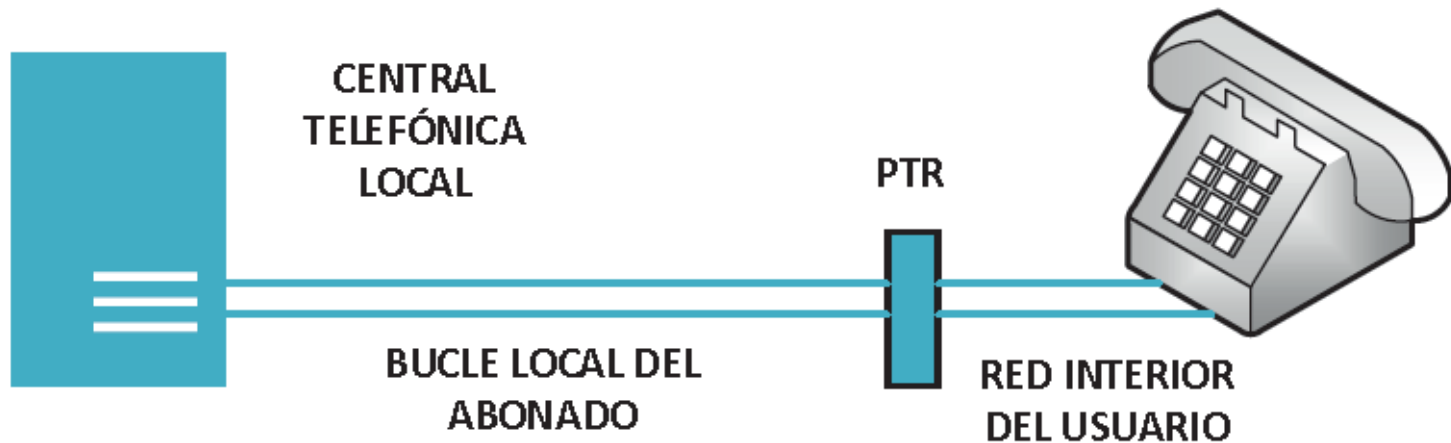 CENTRAL
TELEFÓNICA
LOCAL
PTR
BUCLE LOCAL DEL
ABONADO
RED INTERIOR
DEL USUARIO